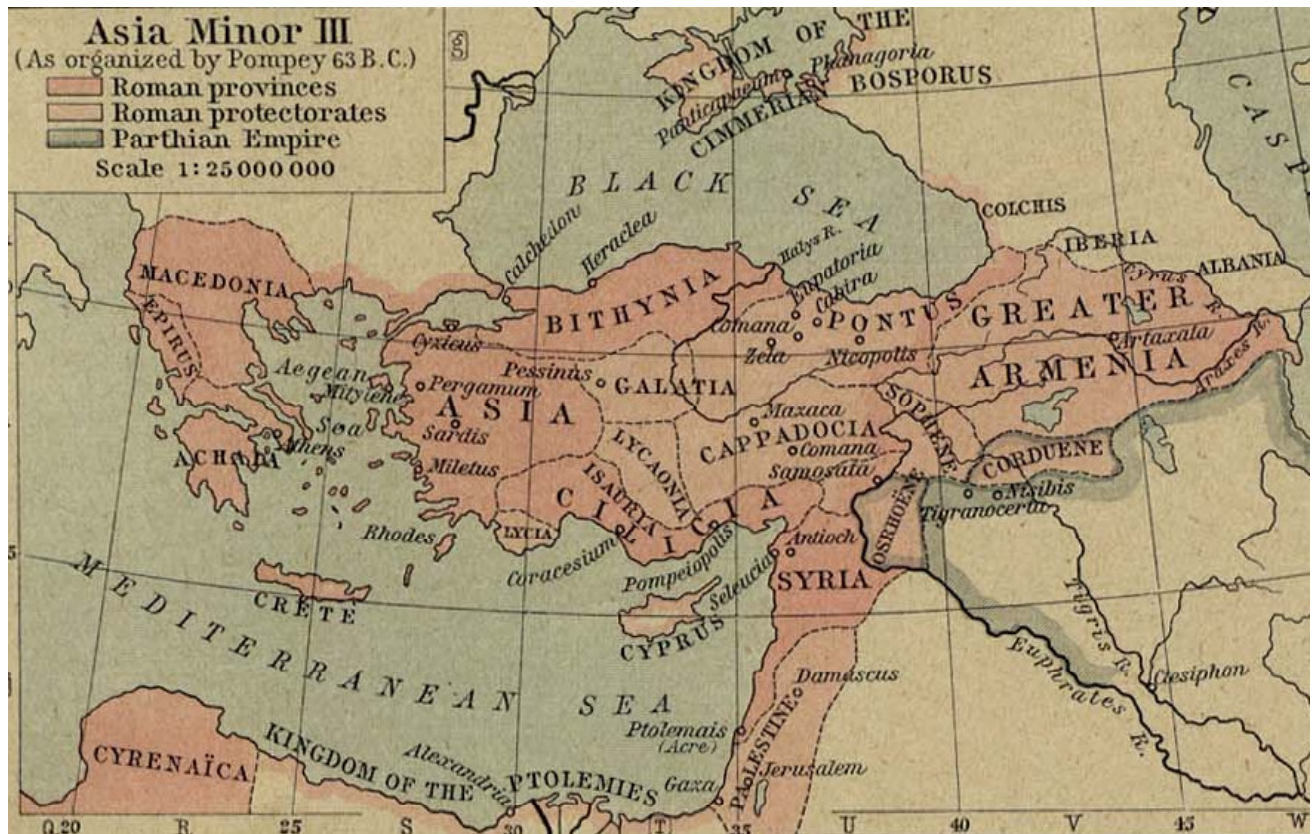 Asia Minor III
(As organized by Pompey 63 B.C.)
Roman provinces
Roman protectorates
Parthian Empire
Scale 1:25 000 000
KINGDOM OF THE
CIMMERIAN BOSPORUS
Phanagoria
Panticapaeum
CASP
BLACK SEA
COLCHIS
IBERIA
ALBANIA
Cyrus R.
Calchedon
Heraclea
Halys R.
Eupatoria
Cabira
MACEDONIA
EPIRUS
BITHYNIA
PONTUS
GREATER
ARMENIA
Comana
Zela
Nicopolis
Artaxata
Araxes R.
Cyzicus
Pessinus
GALATIA
Aegean
Sea
Mitylene
Pergamum
ASIA
Sardis
Miletus
Athens
ACHAIA
LYCAONIA
CAPPADOCIA
Mazaca
Comana
Samosata
SOPHENE
CORDUENE
Nisibis
Tigranocerta
OSRHOËNE
ISAURIA
CILICIA
LYCIA
Rhodes
Coracesium
Pompeiopolis
Seleucia
Antioch
SYRIA
CRETE
CYPRUS
MEDITERRANEAN SEA
Tigris R.
Euphrates R.
Ctesiphon
Damascus
Ptolemais
(Acre)
PALESTINE
Jerusalem
Gaza
CYRENAÏCA
KINGDOM OF THE PTOLEMIES
Alexandria
Q 20 R 25 S 30 T 35 U 40 V 45 W